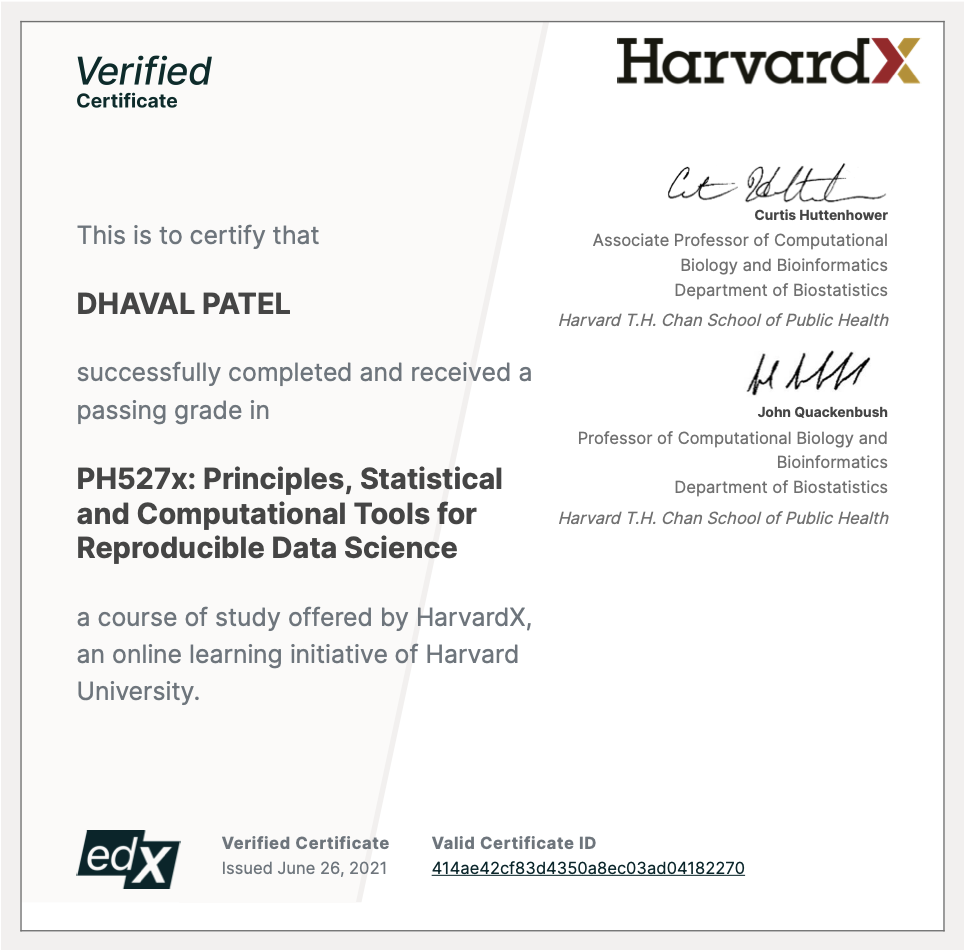 Verified
Certificate
HarvardX
This is to certify that
DHAVAL PATEL
successfully completed and received a
passing grade in
PH527x: Principles, Statistical
and Computational Tools for
Reproducible Data Science
a course of study offered by HarvardX,
an online learning initiative of Harvard
University.
Curtis Huttenhower
Associate Professor of Computational
Biology and Bioinformatics
Department of Biostatistics
Harvard T.H. Chan School of Public Health
John Quackenbush
Professor of Computational Biology and
Bioinformatics
Department of Biostatistics
Harvard T.H. Chan School of Public Health
edX
Verified Certificate
Issued June 26, 2021
Valid Certificate ID
414ae42cf83d4350a8ec03ad04182270